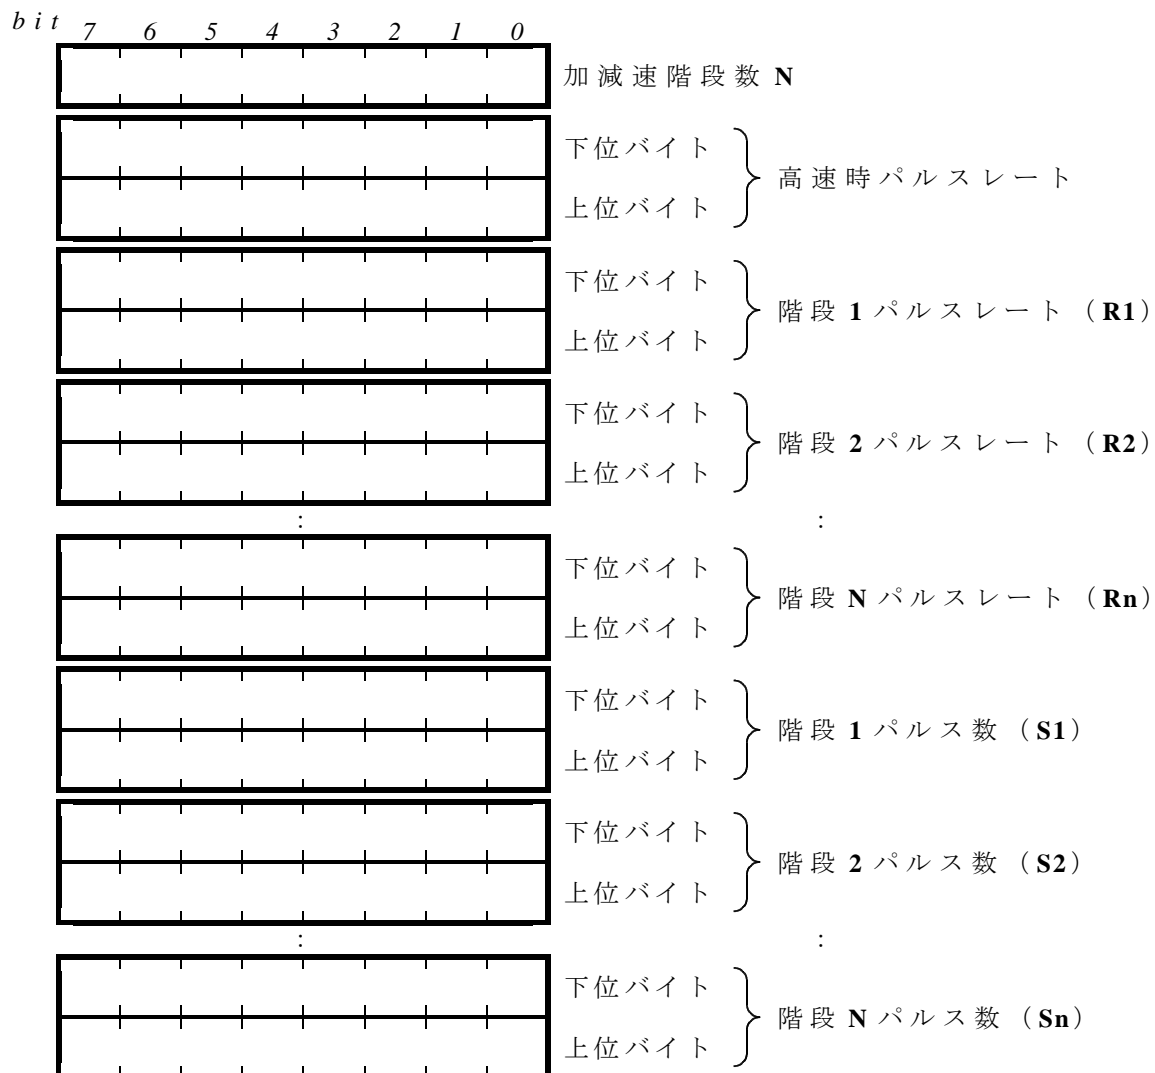 bit 7 6 5 4 3 2 1 0
加減速階段数 N
下位バイト
高速時パルスレート
上位バイト
下位バイト
階段 1 パルスレート（R1）
上位バイト
下位バイト
階段 2 パルスレート（R2）
上位バイト
: :
下位バイト
階段 N パルスレート（Rn）
上位バイト
下位バイト
階段 1 パルス数（S1）
上位バイト
下位バイト
階段 2 パルス数（S2）
上位バイト
: :
下位バイト
階段 N パルス数（Sn）
上位バイト